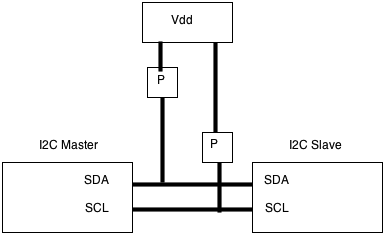 Vdd
P
P
I2C Master
I2C Slave
SDA
SDA
SCL
SCL